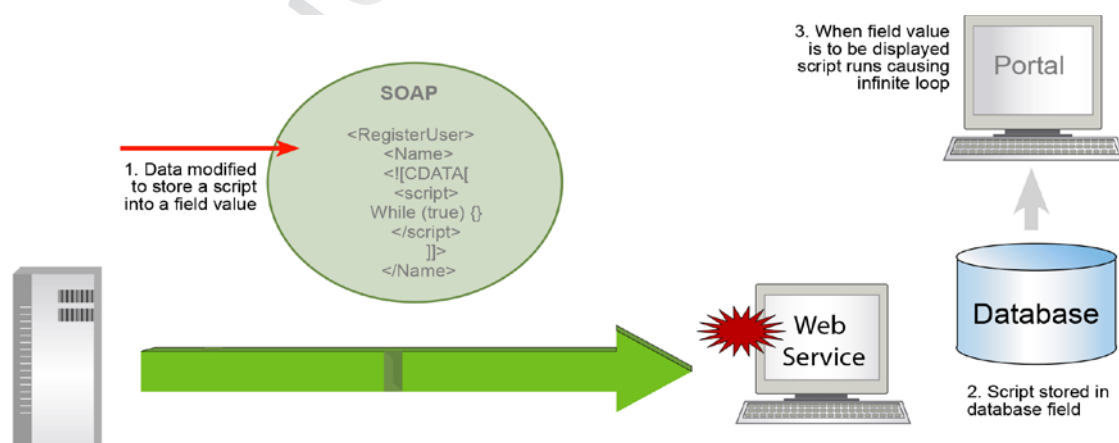 1. Data modified
to store a script
into a field value
SOAP
<RegisterUser>
<Name>
<![CDATA[
<script>
While (true) {}
</script>
]]>
</Name>
Web
Service
2. Script stored in
database field
Database
3. When field value
is to be displayed
script runs causing
infinite loop
Portal